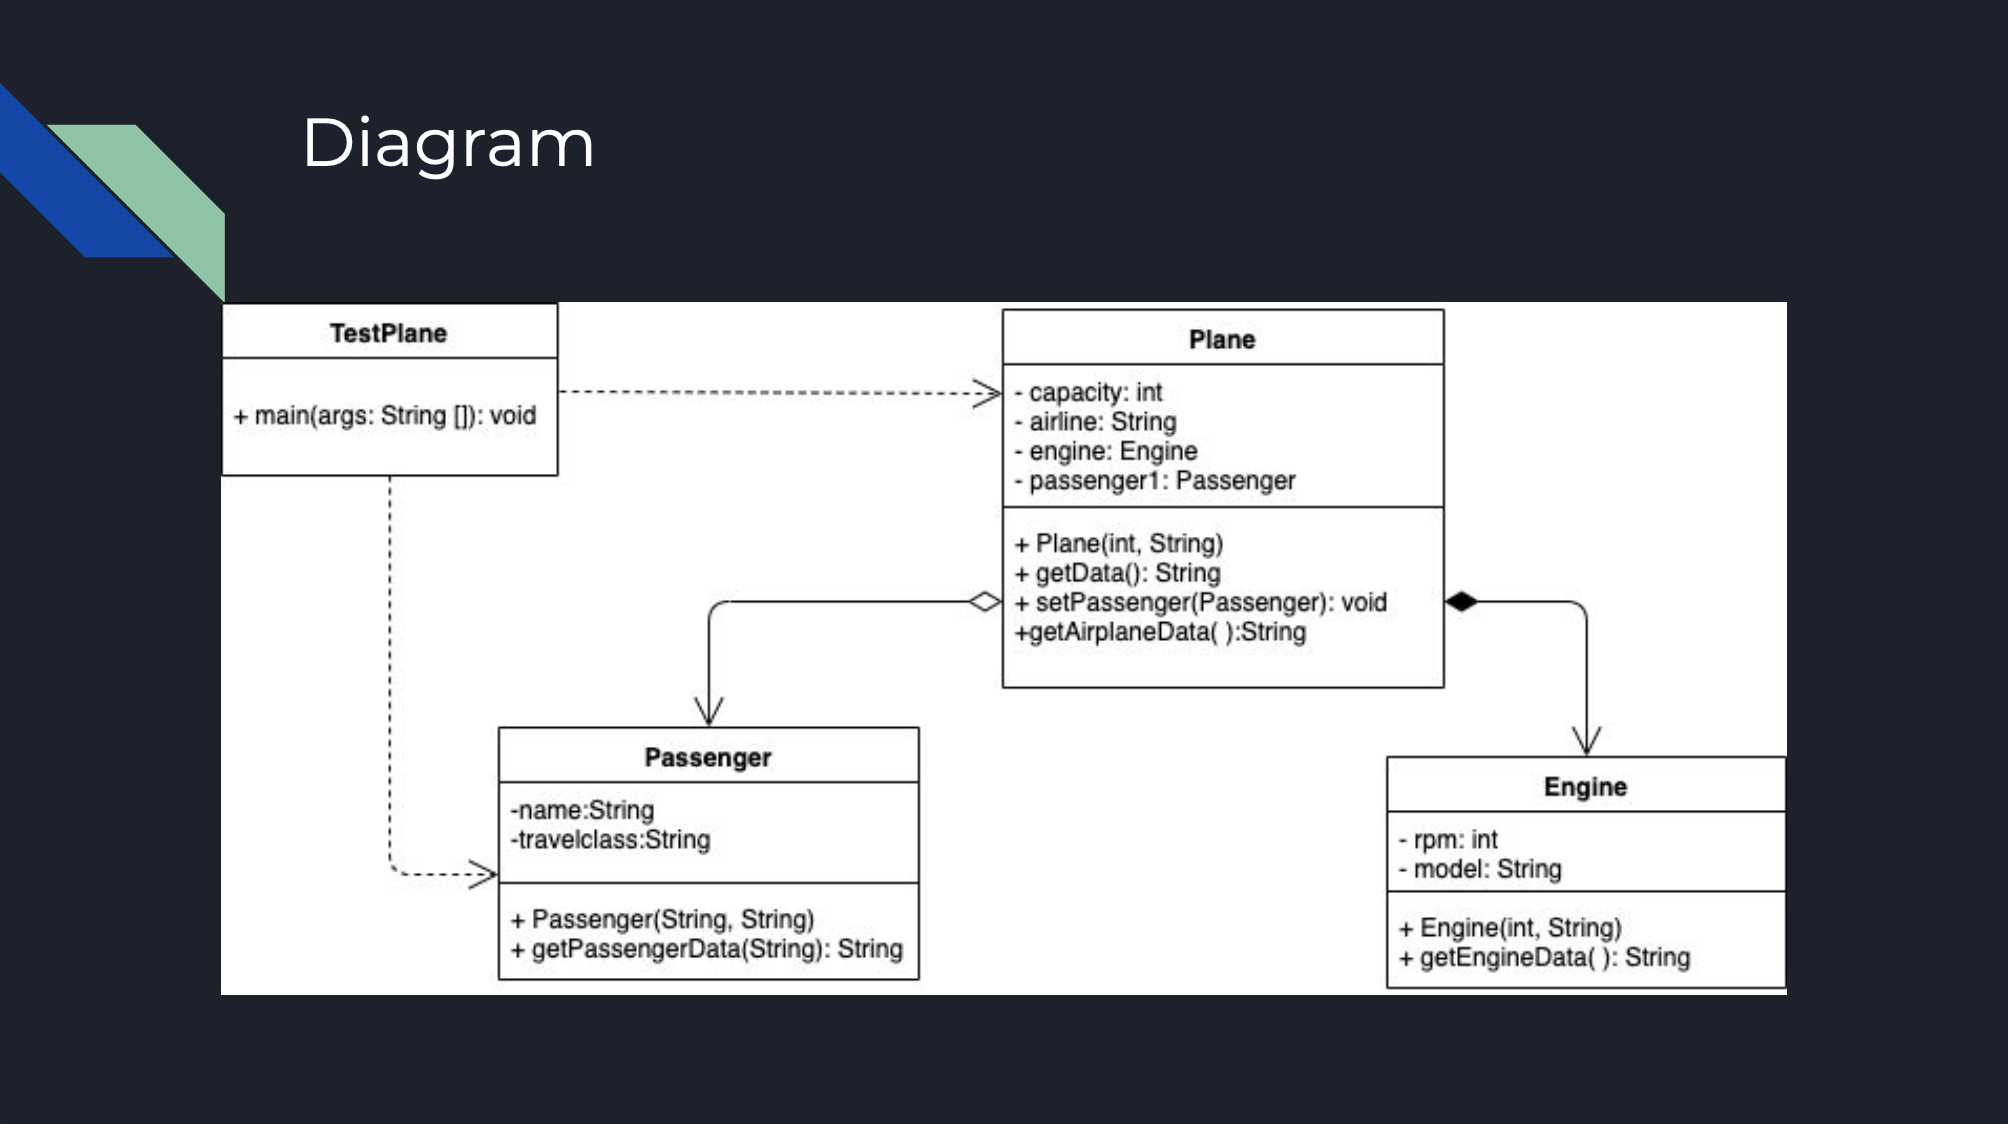 Diagram
TestPlane
+ main(args: String []): void
Plane
- capacity: int
- airline: String
- engine: Engine
- passenger1: Passenger
+ Plane(int, String)
+ getData(): String
+ setPassenger(Passenger): void
+getAirplaneData( ):String
Passenger
-name:String
-travelclass:String
+ Passenger(String, String)
+ getPassengerData(String): String
Engine
- rpm: int
- model: String
+ Engine(int, String)
+ getEngineData( ): String